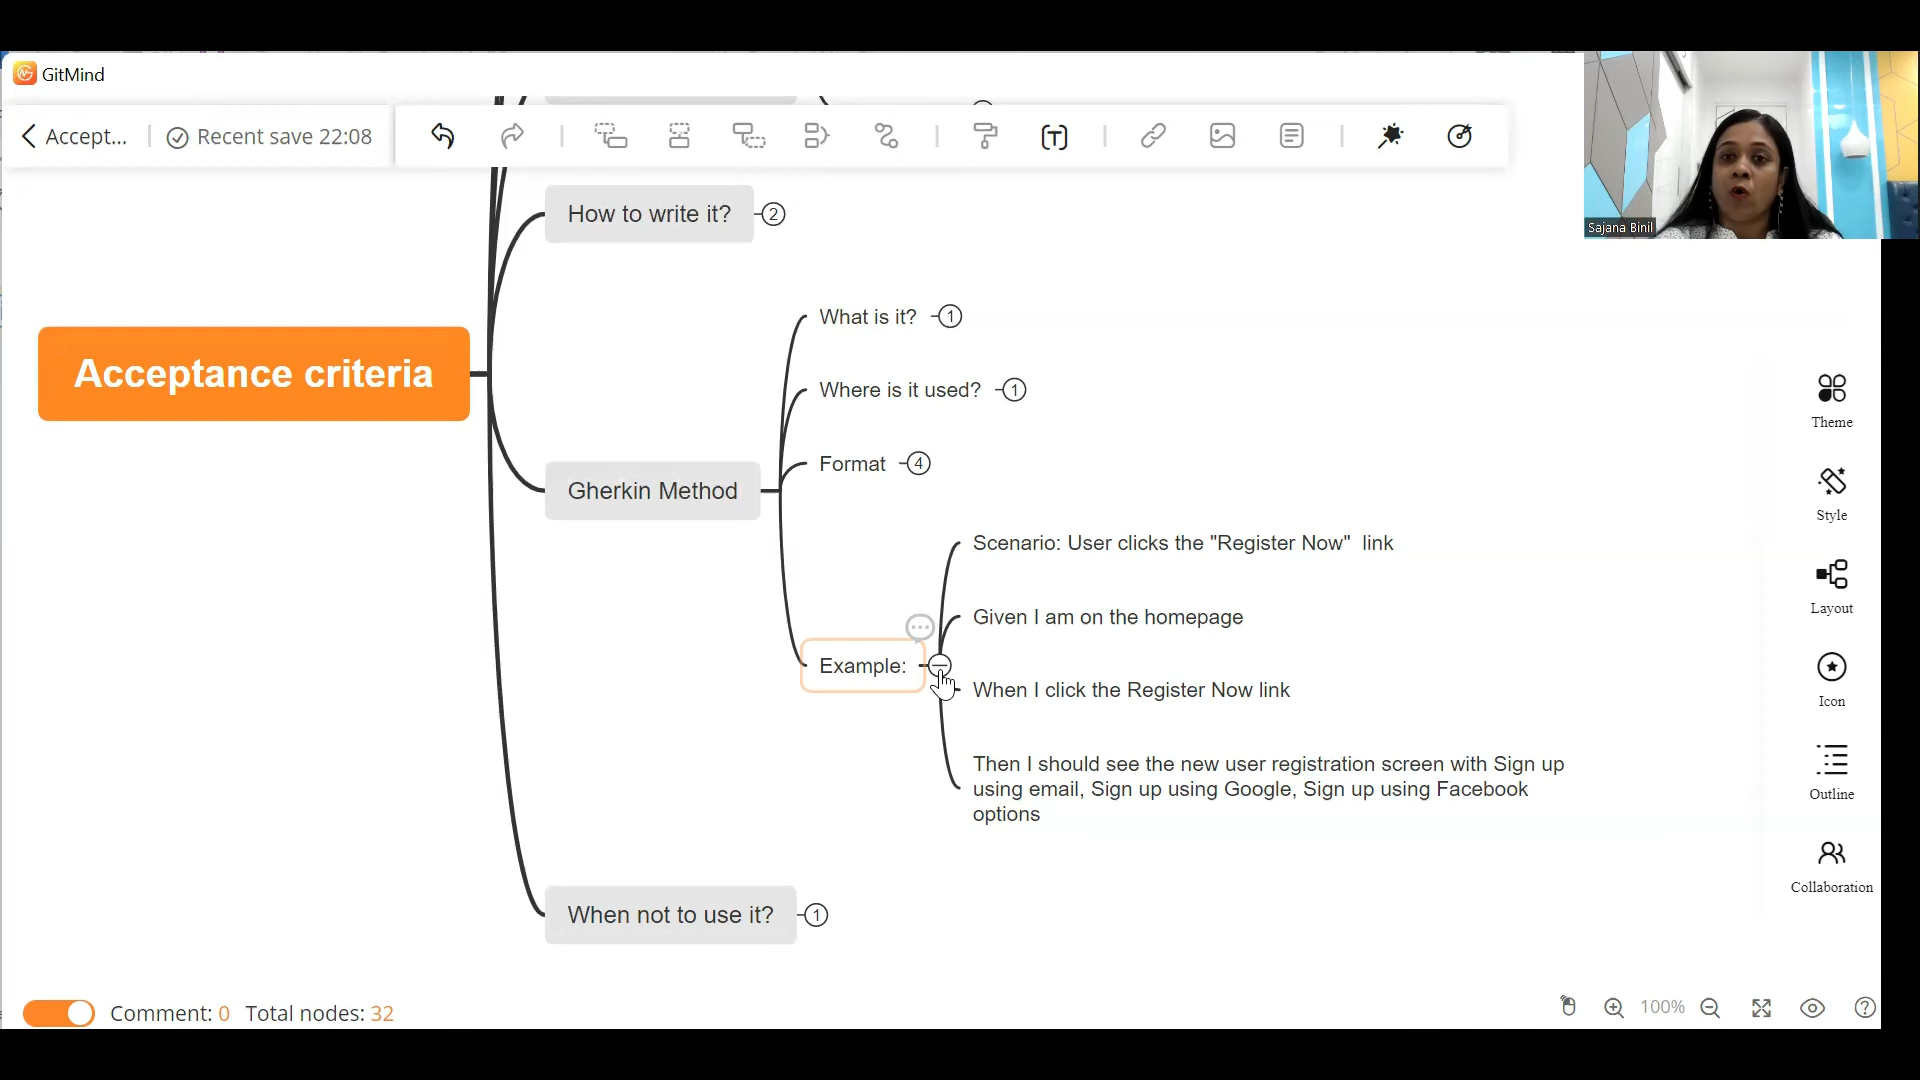 GitMind
Accept...
Recent save 22:08
Sajana Binil
How to write it?
2
What is it?
1
Where is it used?
1
Acceptance criteria
Format
4
Gherkin Method
Scenario: User clicks the "Register Now"  link
Given I am on the homepage
Example:
When I click the Register Now link
Then I should see the new user registration screen with Sign up
using email, Sign up using Google, Sign up using Facebook
options
When not to use it?
1
Theme
Style
Layout
Icon
Outline
Collaboration
Comment: 0
Total nodes: 32
100%